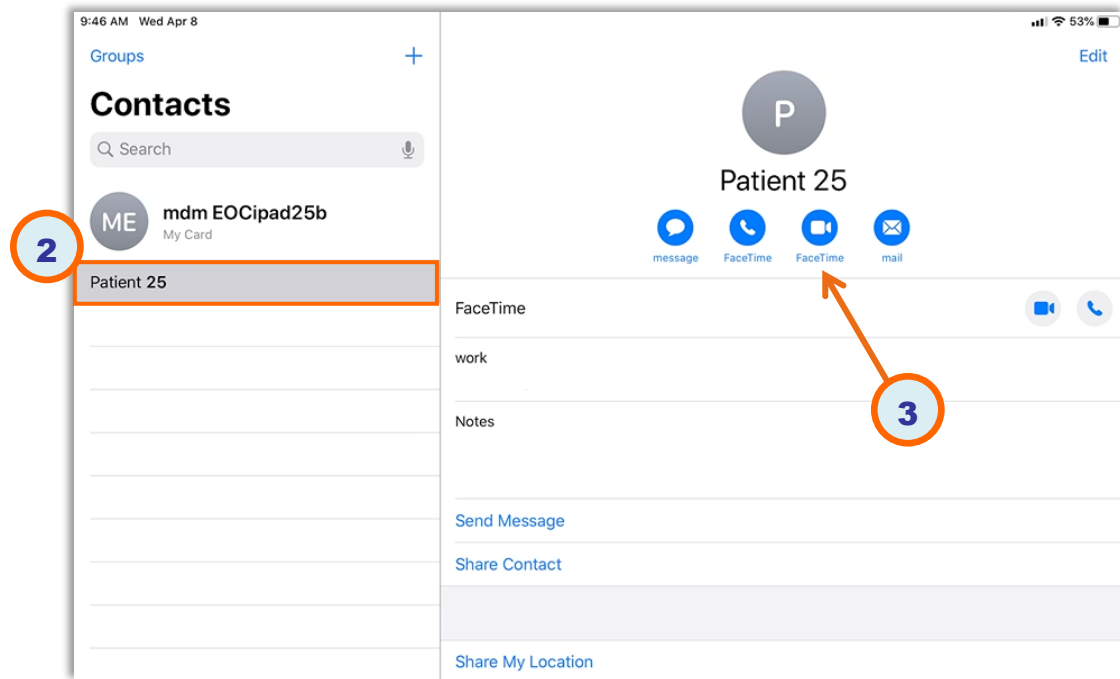 9:46 AM Wed Apr 8
53%
Groups
Edit
Contacts
Search
P
Patient 25
ME
mdm EOCipad25b
My Card
message
FaceTime
FaceTime
mail
2
Patient 25
FaceTime
work
3
Notes
Send Message
Share Contact
Share My Location